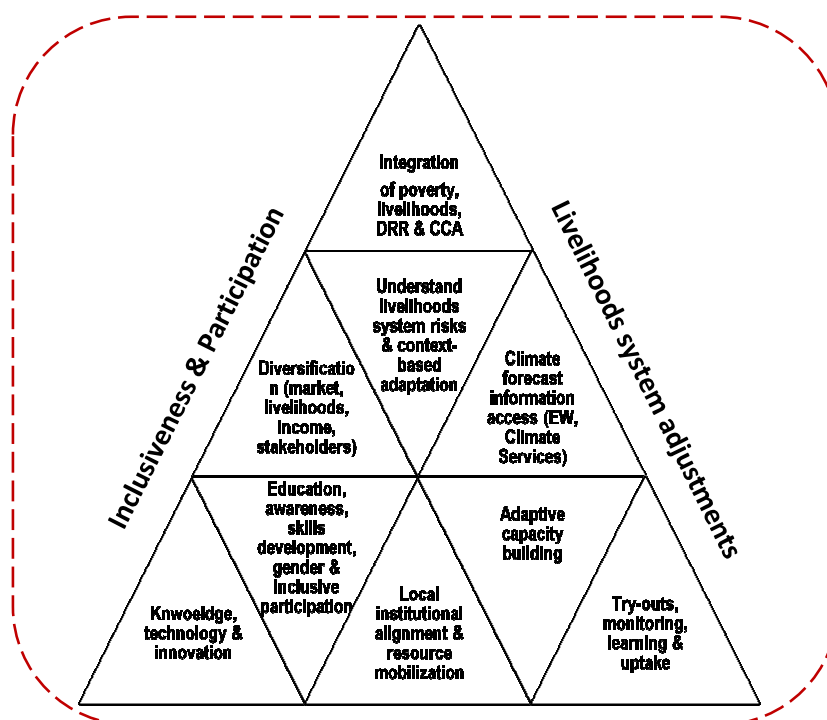 Integration
of poverty,
livelihoods,
DRR & CCA
Inclusiveness & Participation
Livelihoods system adjustments
Understand
livelihoods
system risks
& context-
based
adaptation
Diversificatio
n (market,
livelihoods,
income,
stakeholders)
Climate
forecast
information
access (EW,
Climate
Services)
Education,
awareness,
skills
development,
gender &
inclusive
participation
Adaptive
capacity
building
Knwoeldge,
technology &
innovation
Local
institutional
alignment &
resource
mobilization
Try-outs,
monitoring,
learning &
uptake